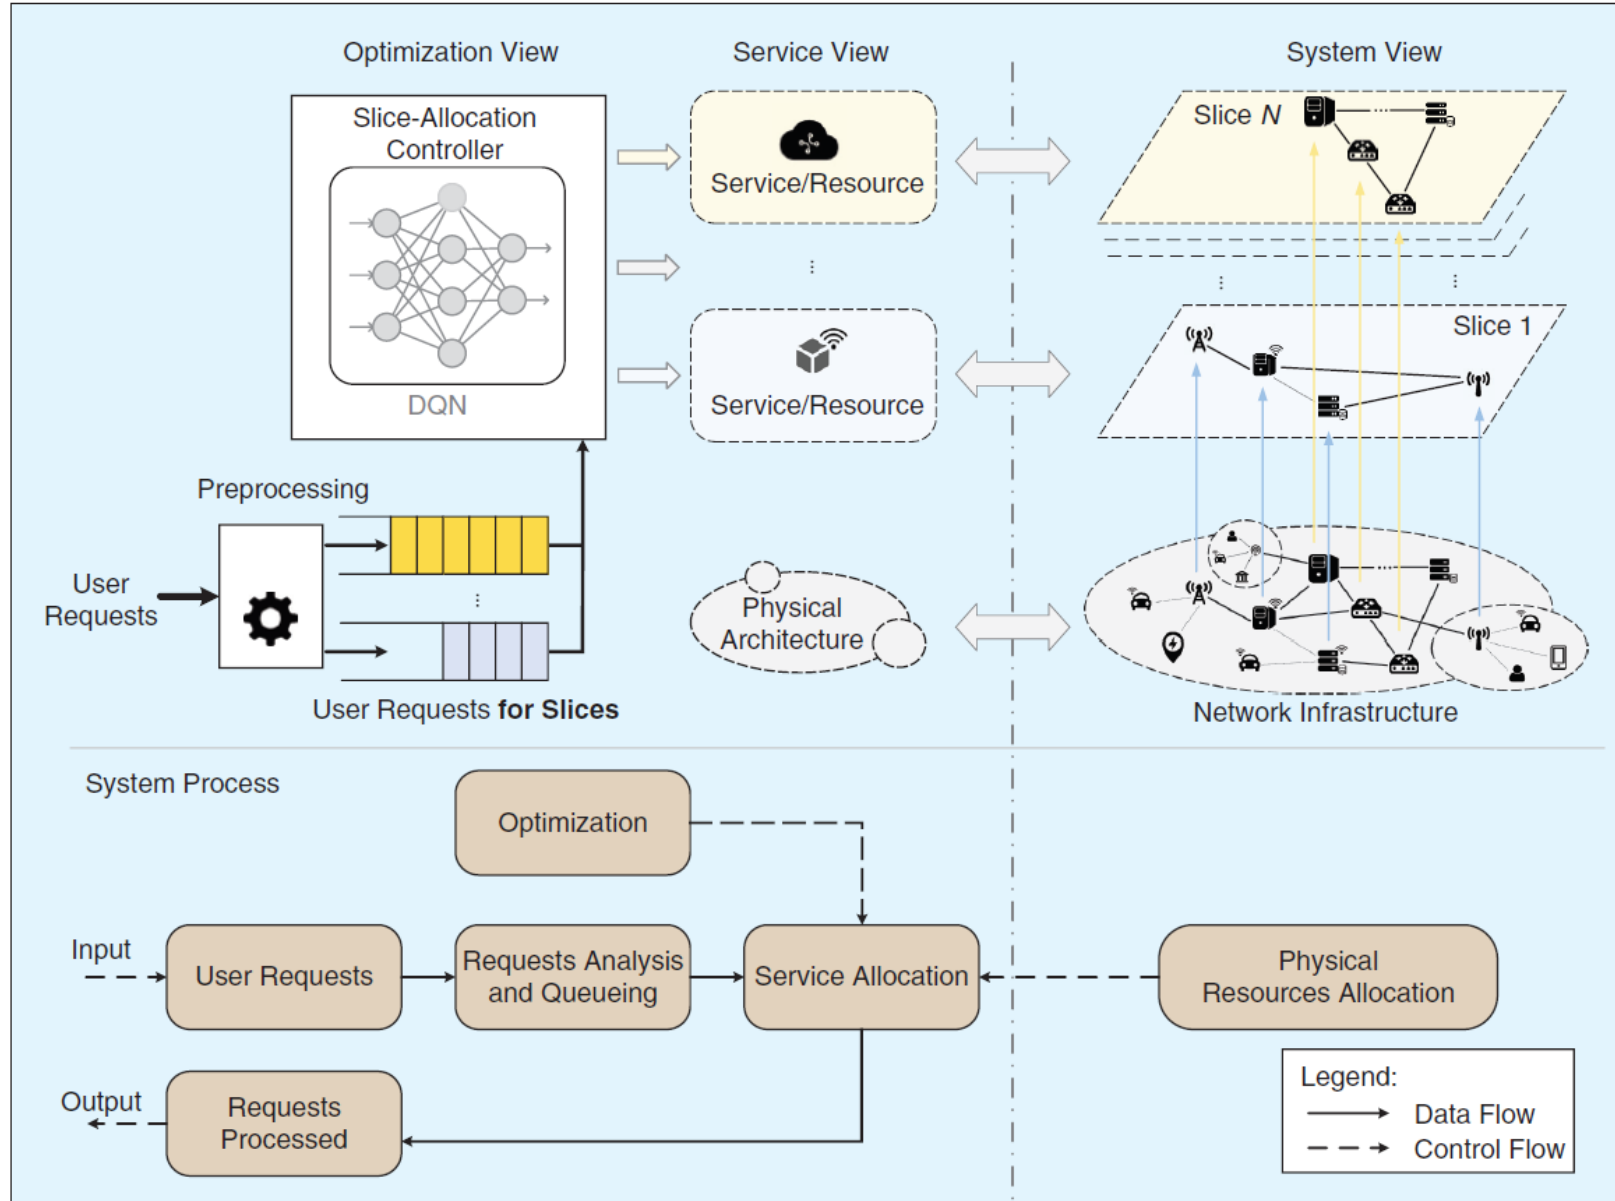 Optimization View
Service View
System View
Slice-Allocation
Controller
DQN
Service/Resource
Service/Resource
Slice N
Slice 1
Preprocessing
User
Requests
User Requests for Slices
Physical
Architecture
Network Infrastructure
System Process
Optimization
Input
User Requests
Requests Analysis
and Queueing
Service Allocation
Physical
Resources Allocation
Output
Requests
Processed
Legend:
Data Flow
Control Flow